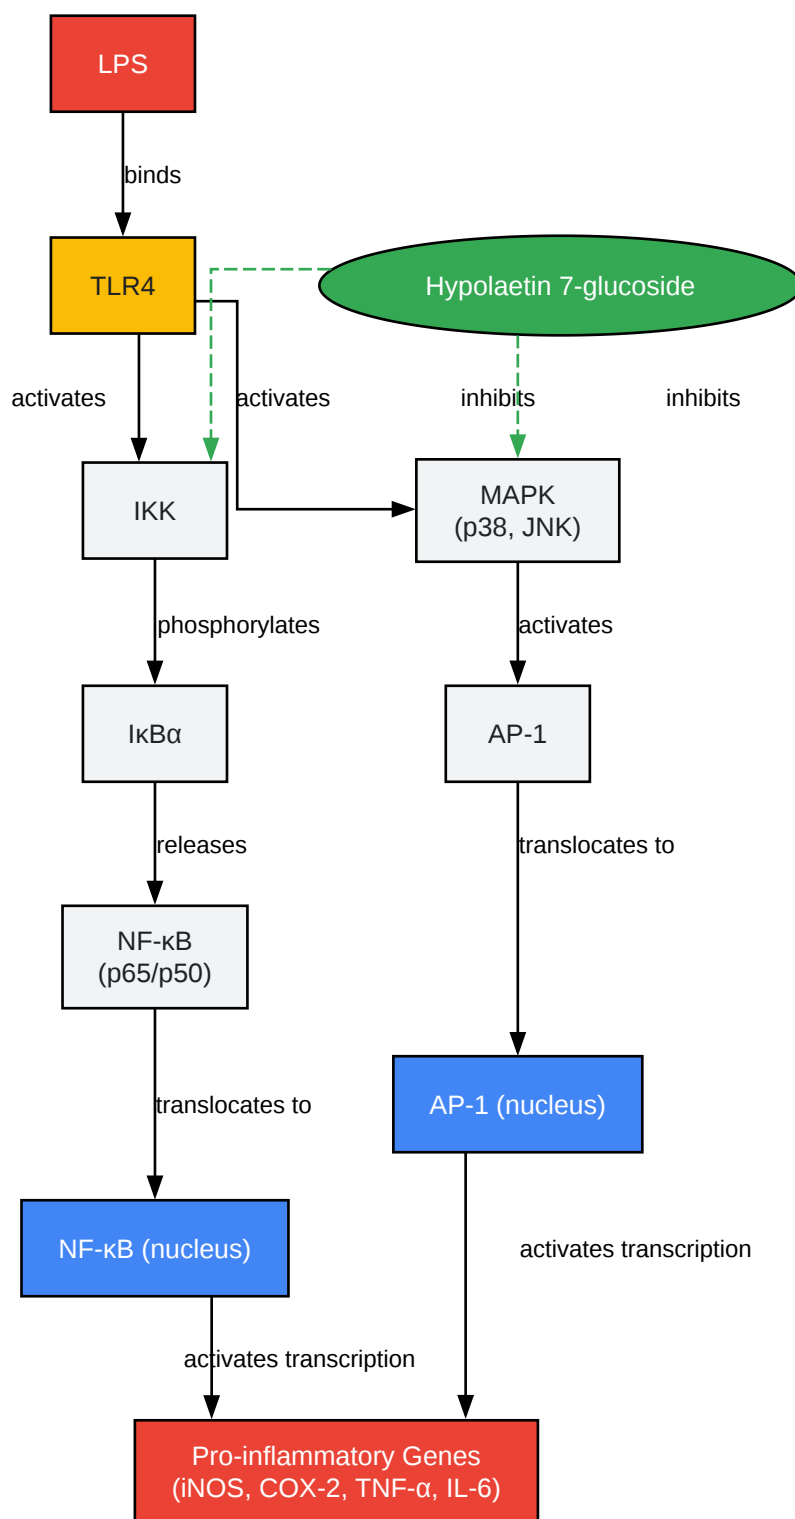 LPS
binds
TLR4
Hypolaetin 7-glucoside
activates
activates
inhibits
inhibits
IKK
MAPK
(p38, JNK)
phosphorylates
activates
IκBα
AP-1
releases
translocates to
NF-κB
(p65/p50)
translocates to
AP-1 (nucleus)
NF-κB (nucleus)
activates transcription
activates transcription
Pro-inflammatory Genes
(iNOS, COX-2, TNF-α, IL-6)